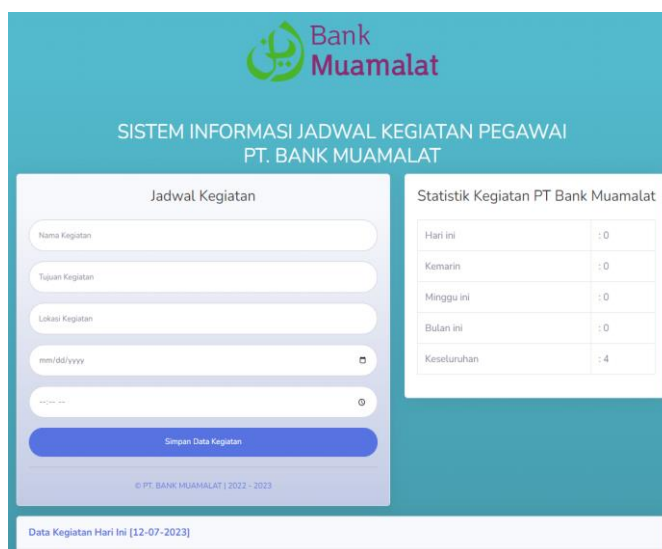 Bank
Muamalat
SISTEM INFORMASI JADWAL KEGIATAN PEGAWAI
PT. BANK MUAMALAT
Jadwal Kegiatan
Nama Kegiatan
Tujuan Kegiatan
Lokasi Kegiatan
mm/dd/yyyy
--:-- --
Simpan Data Kegiatan
© PT. BANK MUAMALAT | 2022 - 2023
Statistik Kegiatan PT Bank Muamalat
Hari ini : 0
Kemarin : 0
Minggu ini : 0
Bulan ini : 0
Keseluruhan : 4
Data Kegiatan Hari Ini [12-07-2023]